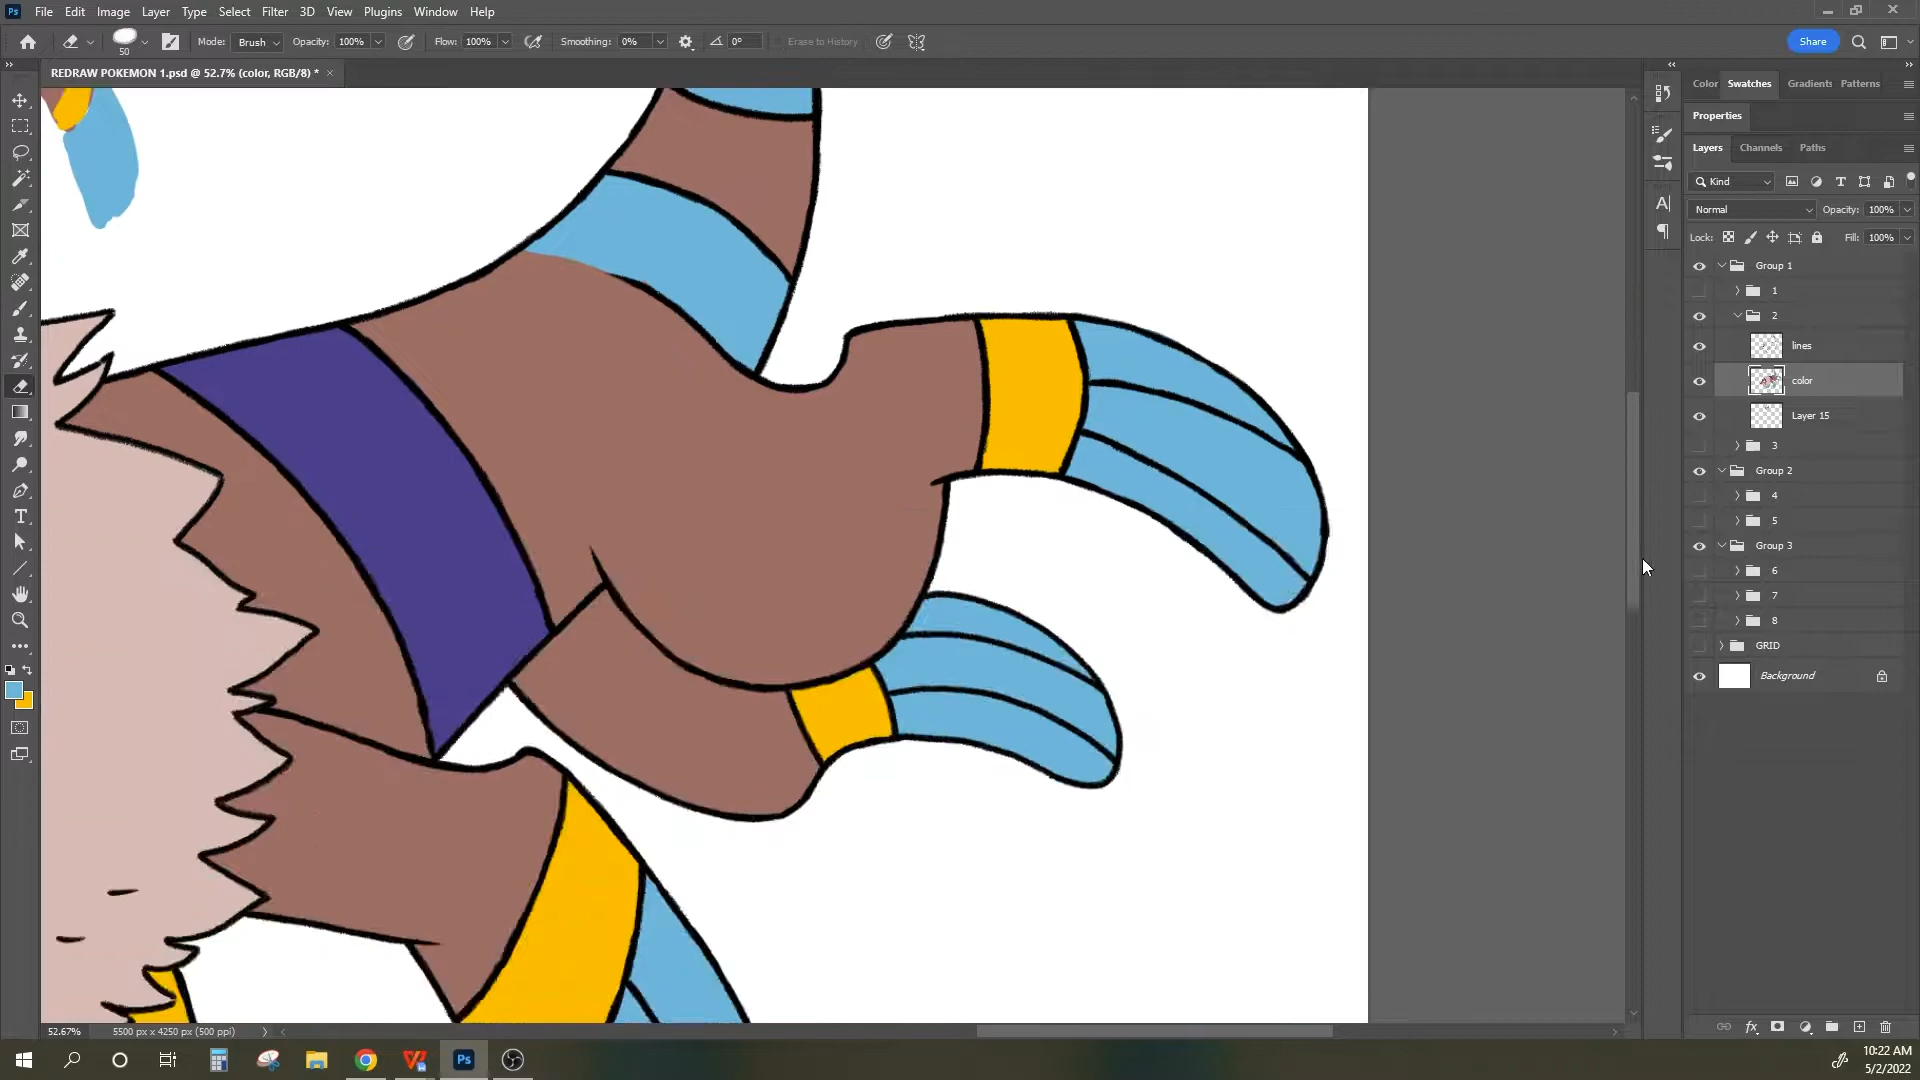 Ps File Edit Image Layer Type Select Filter 3D View Plugins Window Help
50 Mode: Brush Opacity: 100% Flow: 100% Smoothing: 0% 0° Erase to History Share
REDRAW POKEMON 1.psd @ 52.7% (color, RGB/8) *
Color Swatches Gradients Patterns
Properties
Layers Channels Paths
Kind
Normal Opacity: 100%
Lock: Fill: 100%
Group 1
1
2
lines
color
Layer 15
3
Group 2
4
5
Group 3
6
7
8
GRID
Background
52.67% 5500 px x 4250 px (500 ppi)
Ps
10:22 AM
5/2/2022